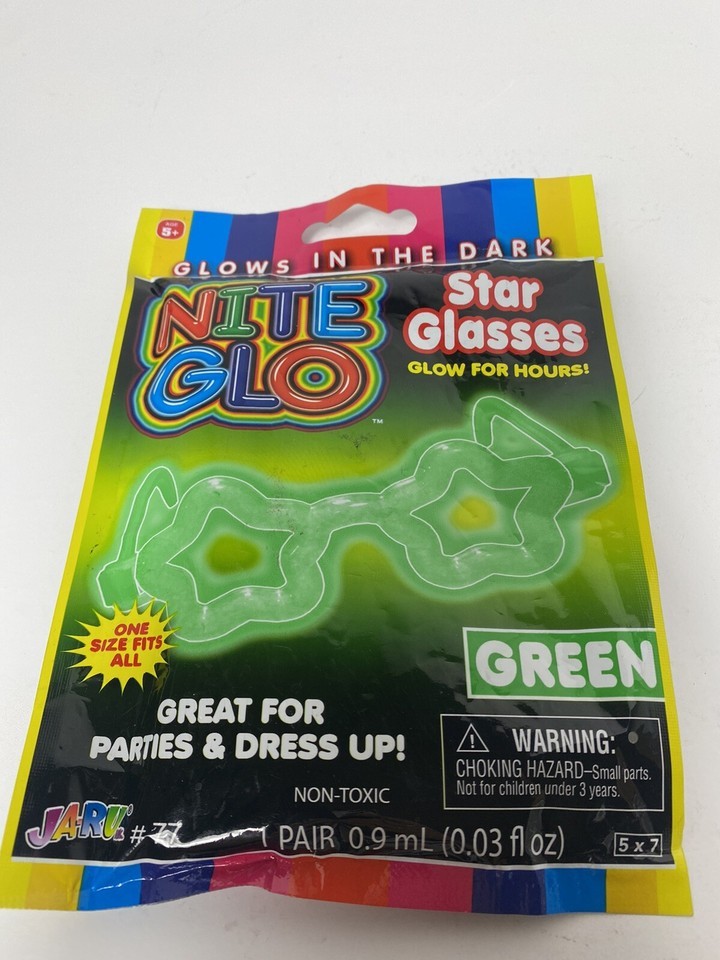 AGE
5+
GLOWS IN THE DARK
NITE
GLO
™
Star
Glasses
GLOW FOR HOURS!
ONE
SIZE FITS
ALL
GREEN
GREAT FOR
PARTIES & DRESS UP!
WARNING:
CHOKING HAZARD–Small parts.
Not for children under 3 years.
NON-TOXIC
JA-RU
1 PAIR 0.9 mL (0.03 fl oz)
5 x 7